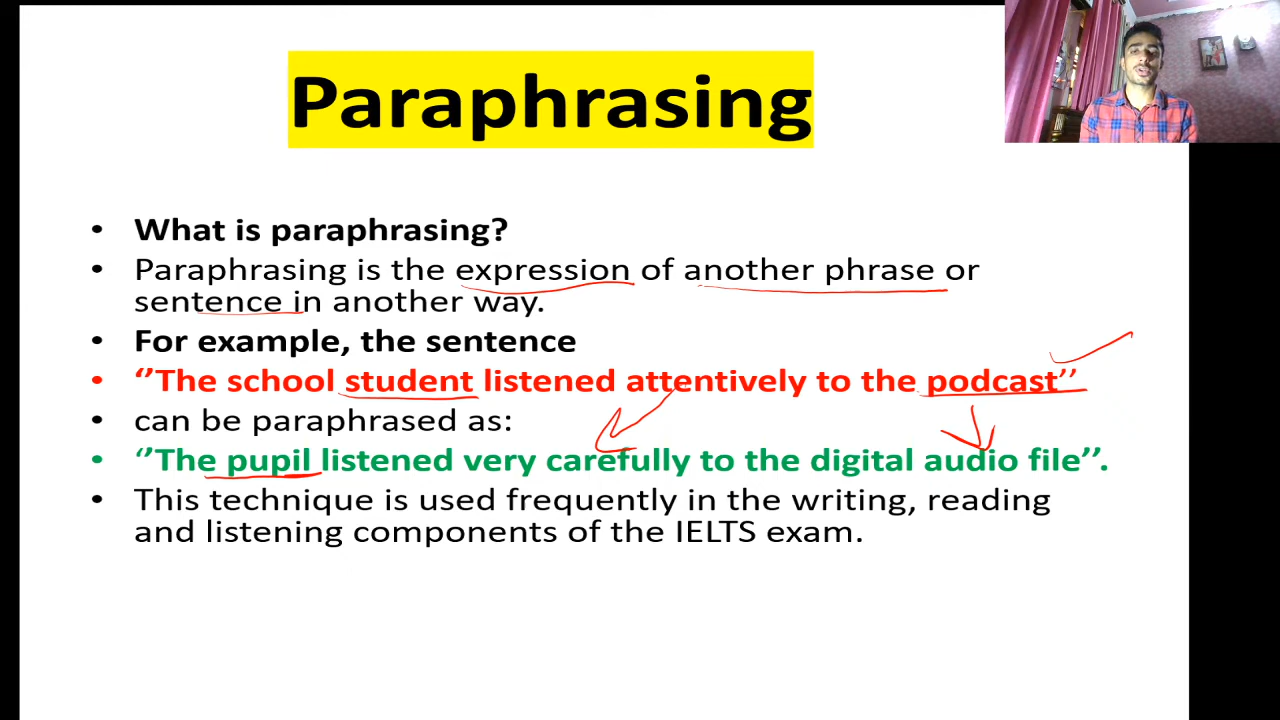 Paraphrasing
• What is paraphrasing?
• Paraphrasing is the expression of another phrase or
sentence in another way.
• For example, the sentence
• ‘’The school student listened attentively to the podcast’’
• can be paraphrased as:
• ‘’The pupil listened very carefully to the digital audio file’’.
• This technique is used frequently in the writing, reading
and listening components of the IELTS exam.